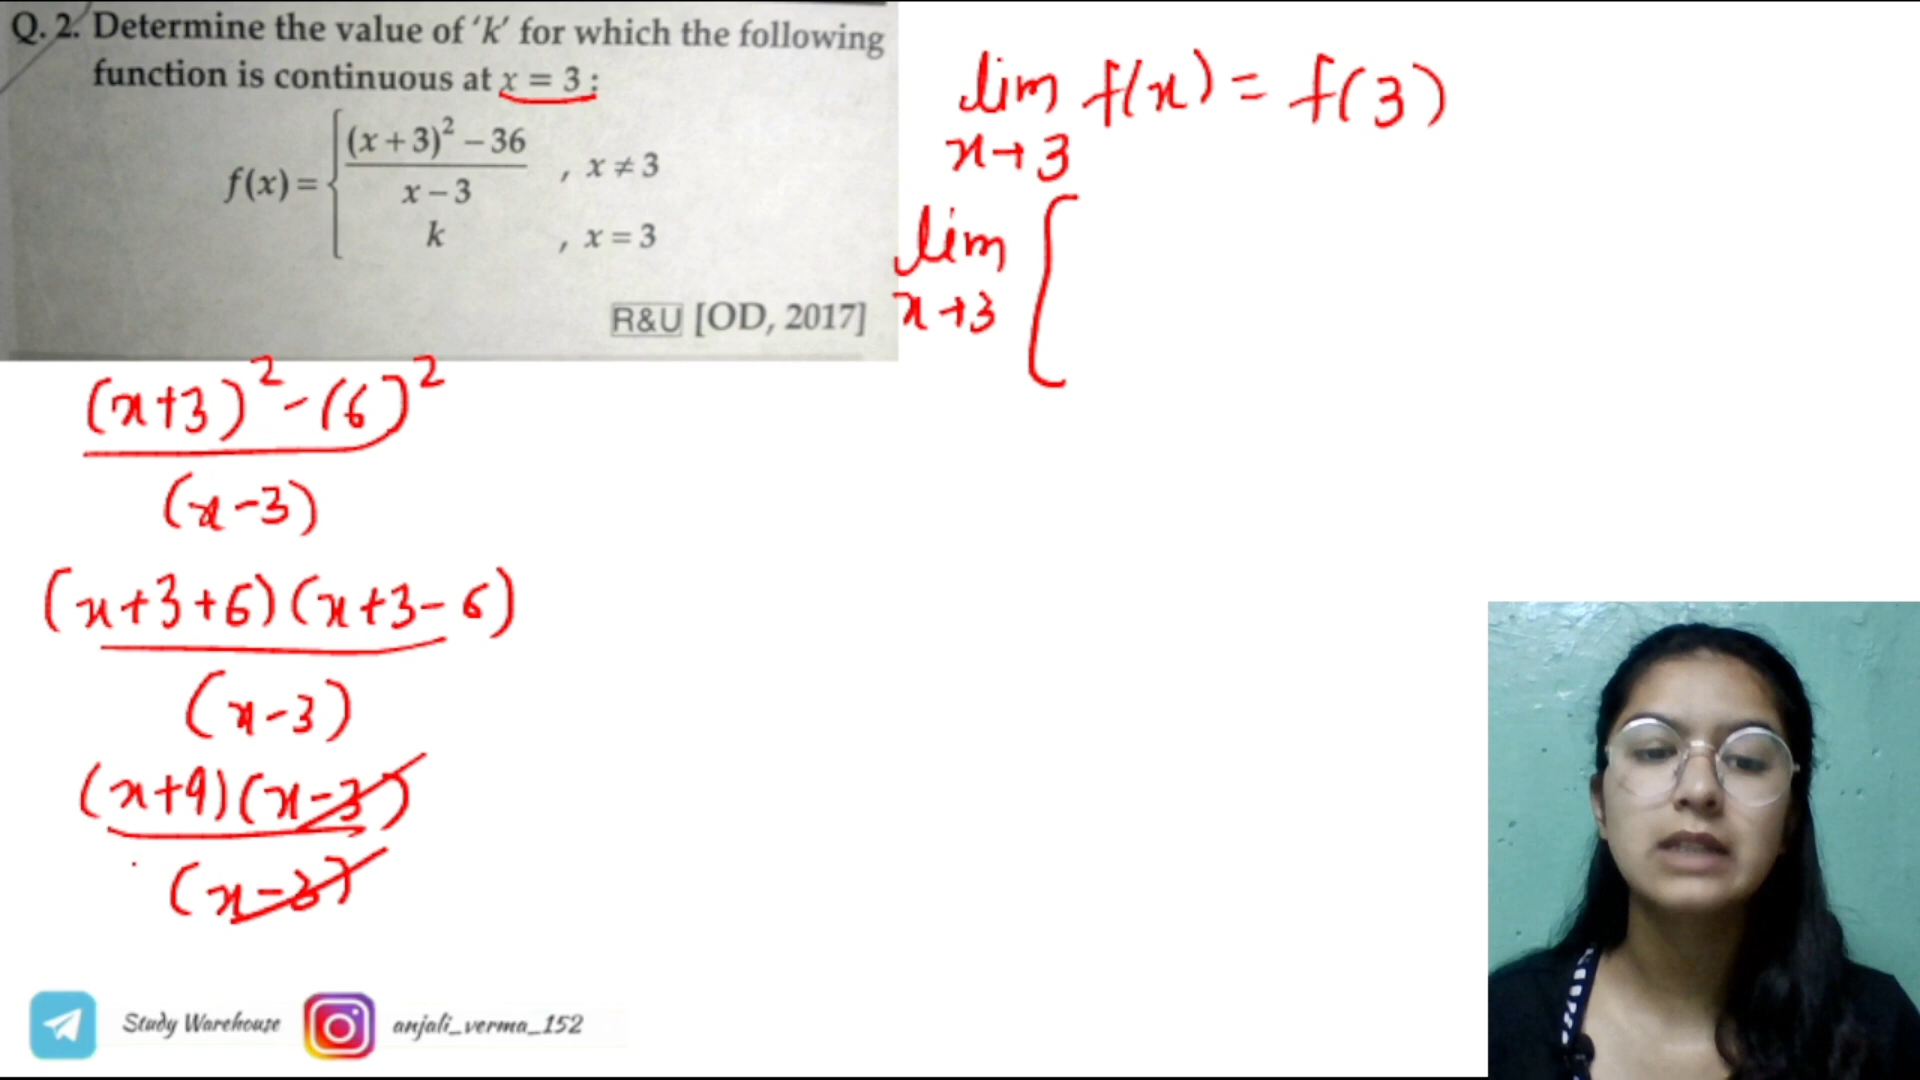 Q. 2. Determine the value of ‘k’ for which the following
function is continuous at x = 3 :
f(x) = { (x + 3)² – 36 / x – 3 , x ≠ 3
k , x = 3
R&U [OD, 2017]
lim f(x) = f(3)
x→3
lim [
x→3
(x+3)² - (6)²
(x-3)
(x+3+6)(x+3-6)
(x-3)
(x+9)(x-3)
(x-3)
Study Warehouse
anjali_verma_152